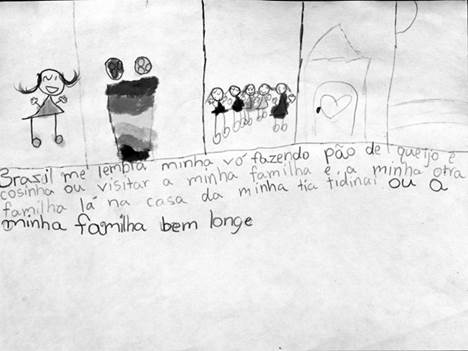 Brasil me lembra minha vó fazendo pão de queijo e
cosinha ou visitar a minha familha e a minha otra
familha lá na casa da minha tia tidinai ou a
minha familha bem longe